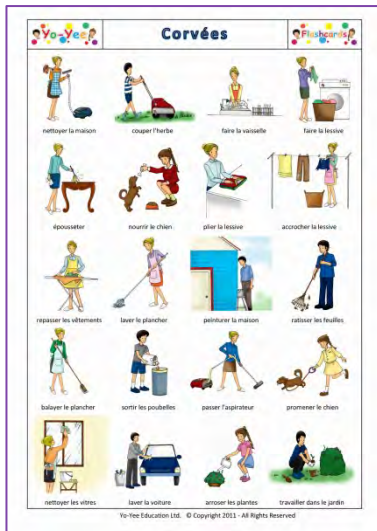 Yo-Yee
Corvées
Flashcards
nettoyer la maison
couper l'herbe
faire la vaisselle
faire la lessive
épousseter
nourrir le chien
plier la lessive
accrocher la lessive
repasser les vêtements
laver le plancher
peinturer la maison
ratisser les feuilles
balayer le plancher
sortir les poubelles
passer l'aspirateur
promener le chien
nettoyer les vitres
laver la voiture
arroser les plantes
travailler dans le jardin
Yo-Yee Education Ltd. © Copyright 2011 - All Rights Reserved